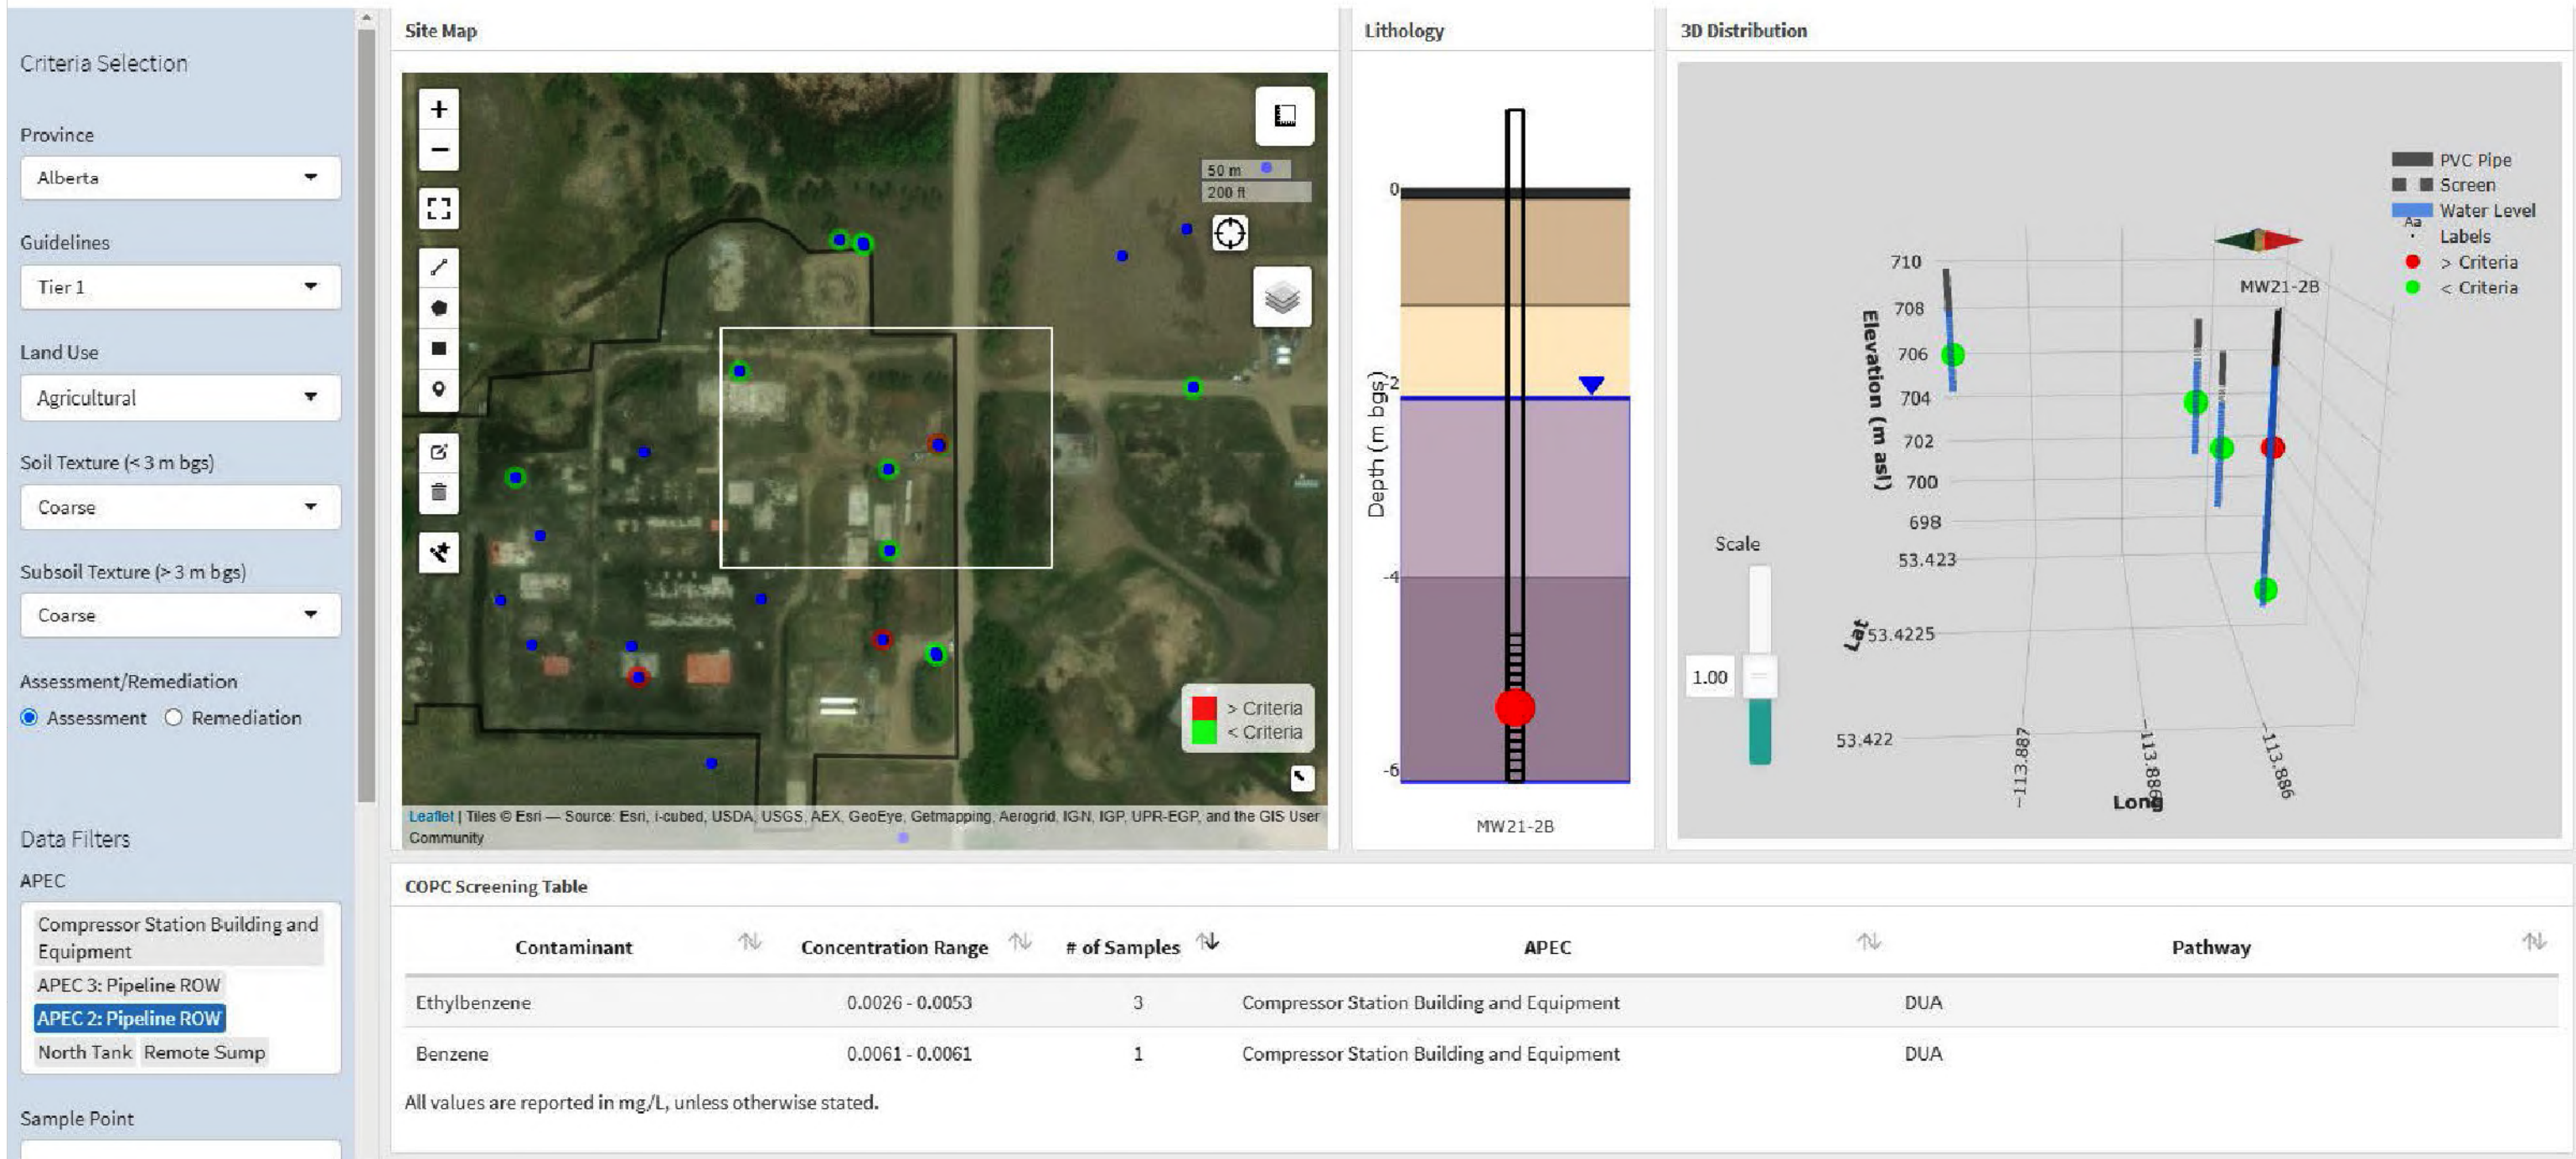 Criteria Selection
Province
Alberta
Guidelines
Tier 1
Land Use
Agricultural
Soil Texture (< 3 m bgs)
Coarse
Subsoil Texture (> 3 m bgs)
Coarse
Assessment/Remediation
Assessment Remediation
Data Filters
APEC
Compressor Station Building and
Equipment
APEC 3: Pipeline ROW
APEC 2: Pipeline ROW
North Tank Remote Sump
Sample Point
Site Map
+
−
50 m
200 ft
> Criteria
< Criteria
Leaflet | Tiles © Esri — Source: Esri, i-cubed, USDA, USGS, AEX, GeoEye, Getmapping, Aerogrid, IGN, IGP, UPR-EGP, and the GIS User
Community
Lithology
Depth (m bgs)
0
-2
-4
-6
MW21-2B
3D Distribution
PVC Pipe
Screen
Water Level
Aa
Labels
> Criteria
< Criteria
MW21-2B
Elevation (m asl)
710
708
706
704
702
700
698
53.423
53.4225
53.422
Lat
−113.887
−113.886
−113.886
Long
Scale
1.00
COPC Screening Table
Contaminant Concentration Range # of Samples APEC Pathway
Ethylbenzene 0.0026 - 0.0053 3 Compressor Station Building and Equipment DUA
Benzene 0.0061 - 0.0061 1 Compressor Station Building and Equipment DUA
All values are reported in mg/L, unless otherwise stated.